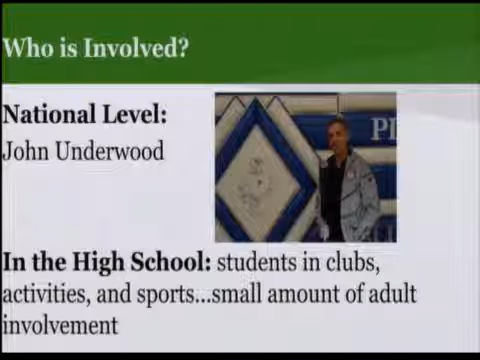 Who is Involved?
National Level:
John Underwood
PI
In the High School: students in clubs,
activities, and sports...small amount of adult
involvement